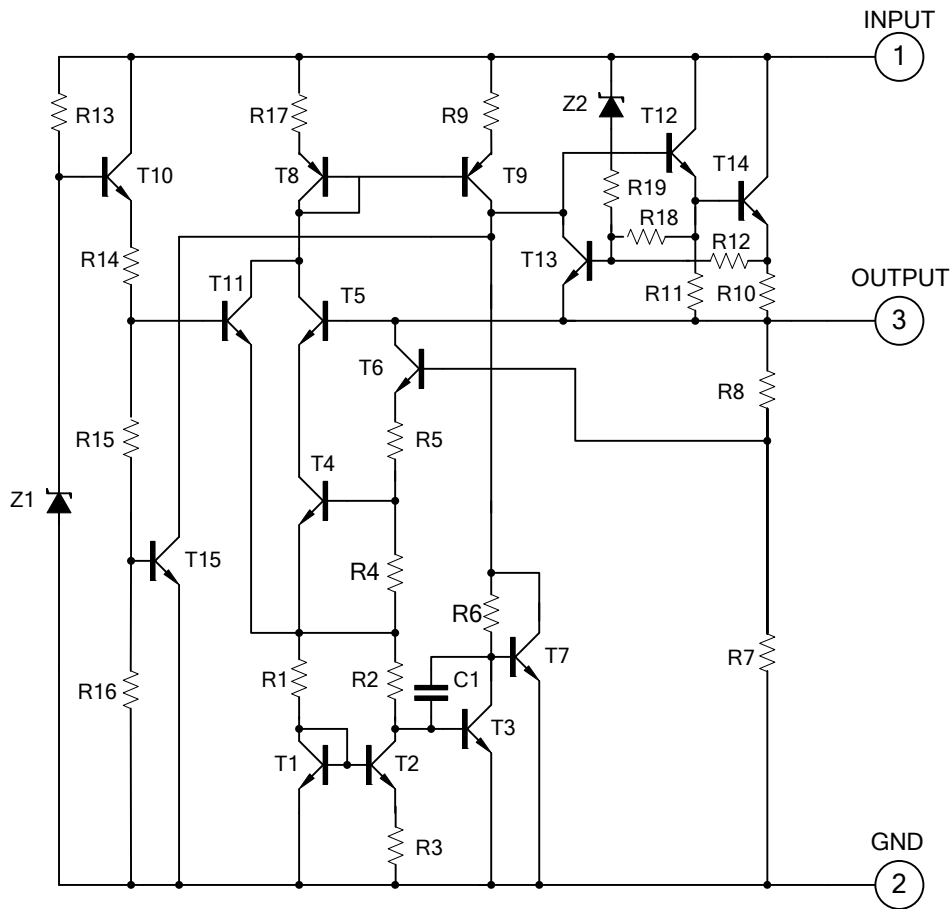 INPUT
1
R13
R17
R9
Z2
T12
T10
T8
T9
T14
R19
R18
R12
R14
T11
T13
R11
R10
OUTPUT
T5
3
T6
R8
R15
R5
T4
Z1
T15
R4
R6
R1
R2
C1
T7
R7
R16
T3
T1
T2
R3
GND
2